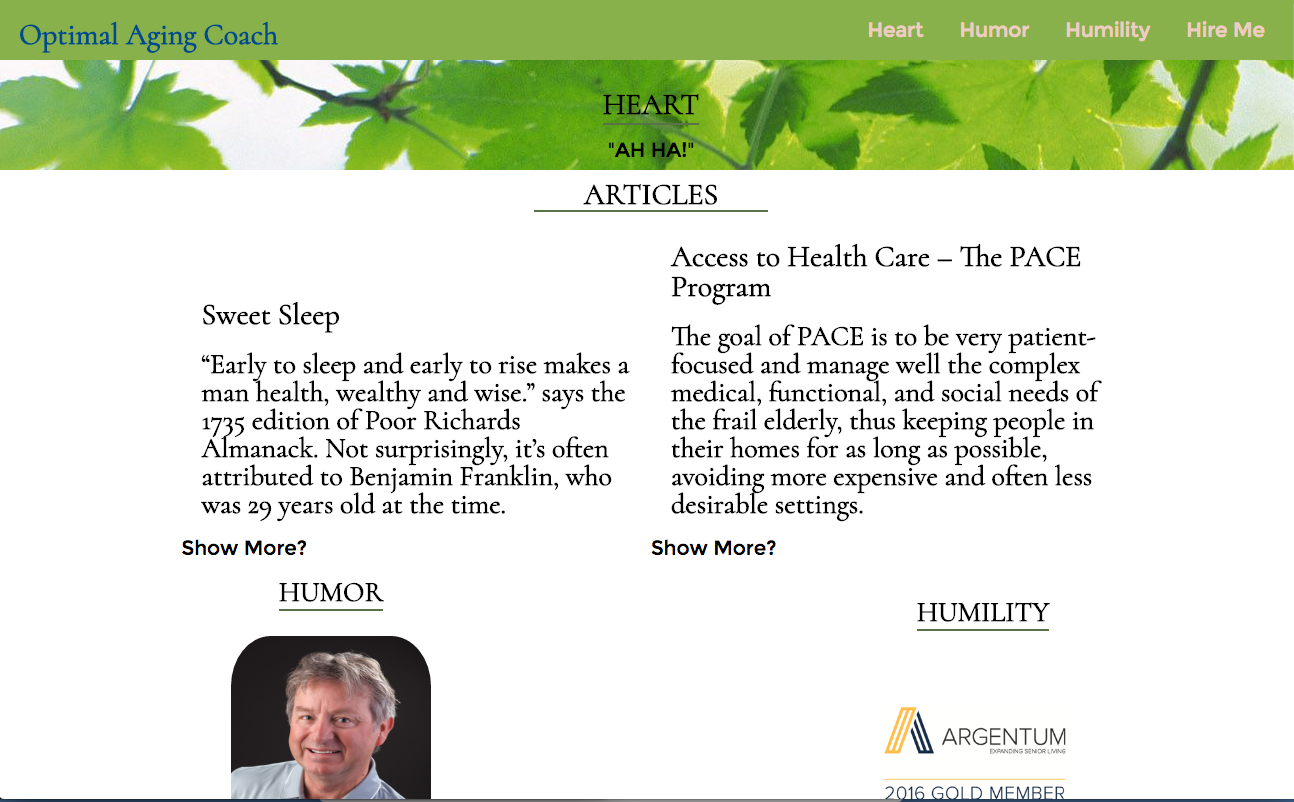 Optimal Aging Coach
Heart Humor Humility Hire Me
HEART
"AH HA!"
ARTICLES
Sweet Sleep
“Early to sleep and early to rise makes a
man health, wealthy and wise.” says the
1735 edition of Poor Richards
Almanack. Not surprisingly, it’s often
attributed to Benjamin Franklin, who
was 29 years old at the time.
Show More?
Access to Health Care – The PACE
Program
The goal of PACE is to be very patient-
focused and manage well the complex
medical, functional, and social needs of
the frail elderly, thus keeping people in
their homes for as long as possible,
avoiding more expensive and often less
desirable settings.
Show More?
HUMOR
HUMILITY
ARGENTUM
EXPANDING SENIOR LIVING
2016 GOLD MEMBER